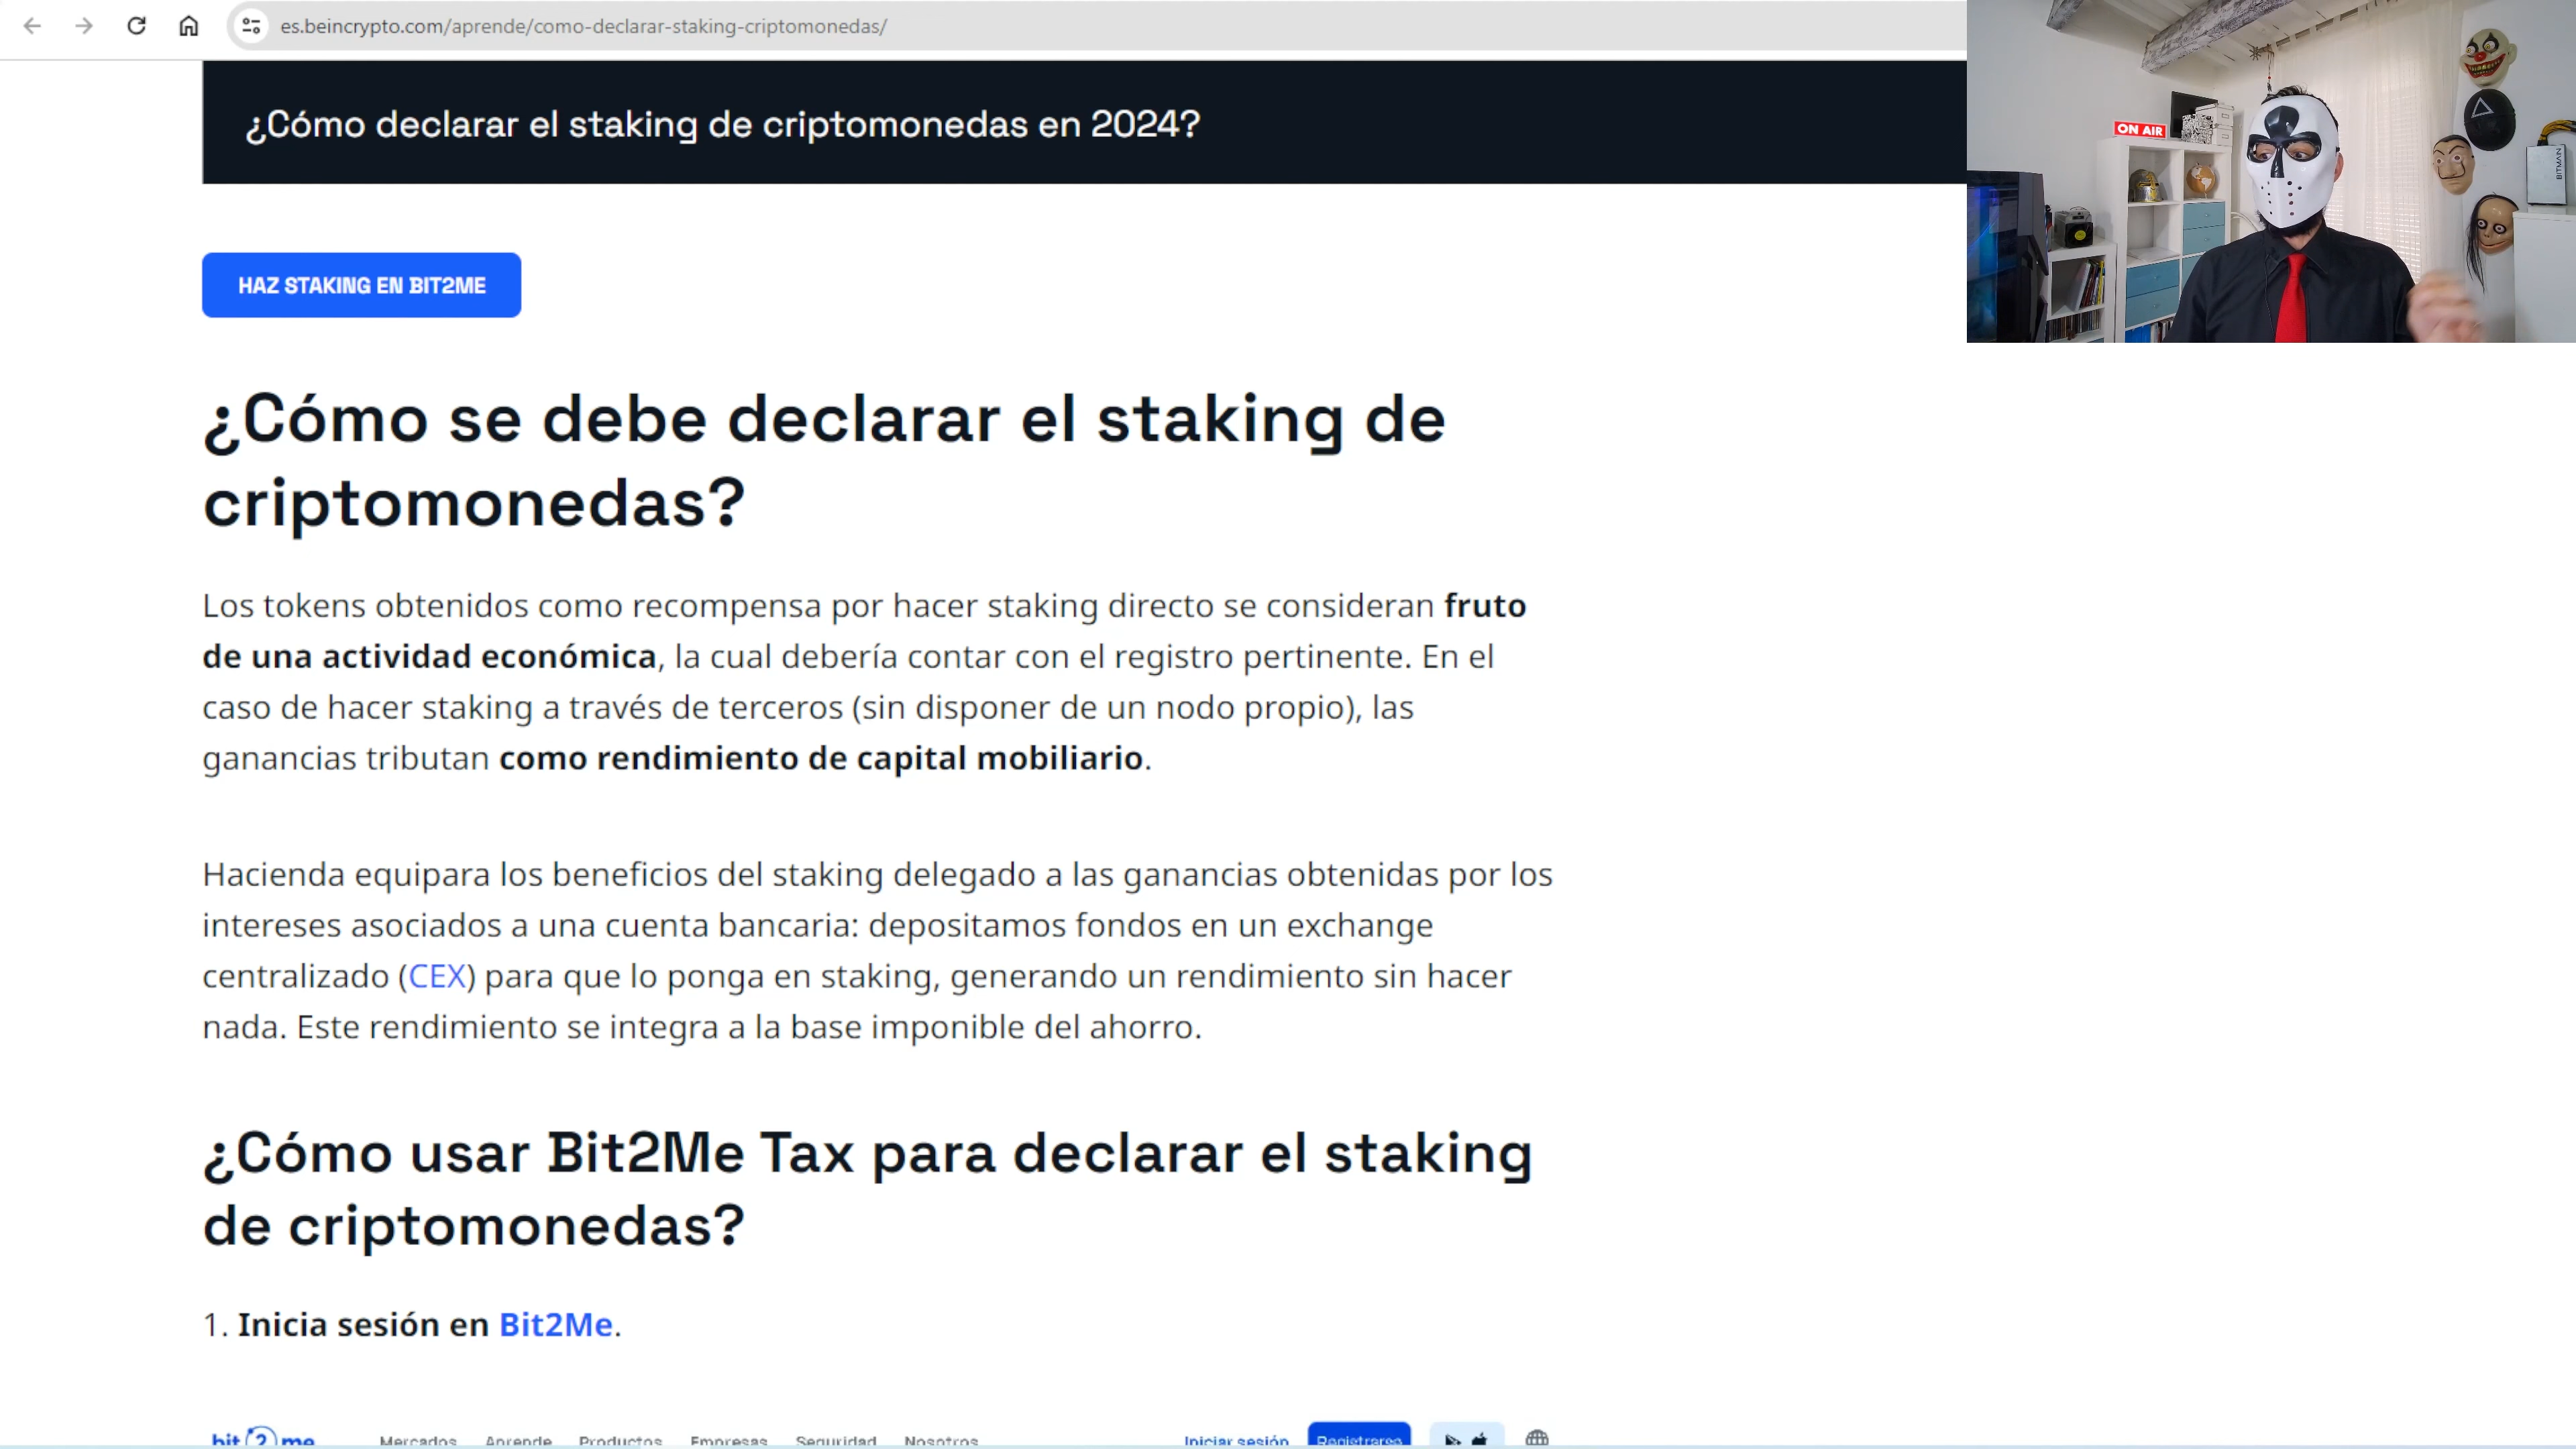 es.beincrypto.com/aprende/como-declarar-staking-criptomonedas/
¿Cómo declarar el staking de criptomonedas en 2024?
ON AIR
BITMAIN
HAZ STAKING EN BIT2ME
¿Cómo se debe declarar el staking de
criptomonedas?
Los tokens obtenidos como recompensa por hacer staking directo se consideran fruto
de una actividad económica, la cual debería contar con el registro pertinente. En el
caso de hacer staking a través de terceros (sin disponer de un nodo propio), las
ganancias tributan como rendimiento de capital mobiliario.
Hacienda equipara los beneficios del staking delegado a las ganancias obtenidas por los
intereses asociados a una cuenta bancaria: depositamos fondos en un exchange
centralizado (CEX) para que lo ponga en staking, generando un rendimiento sin hacer
nada. Este rendimiento se integra a la base imponible del ahorro.
¿Cómo usar Bit2Me Tax para declarar el staking
de criptomonedas?
1. Inicia sesión en Bit2Me.
bit2me Mercados Aprende Productos Empresas Seguridad Nosotros Iniciar sesión Registrarse